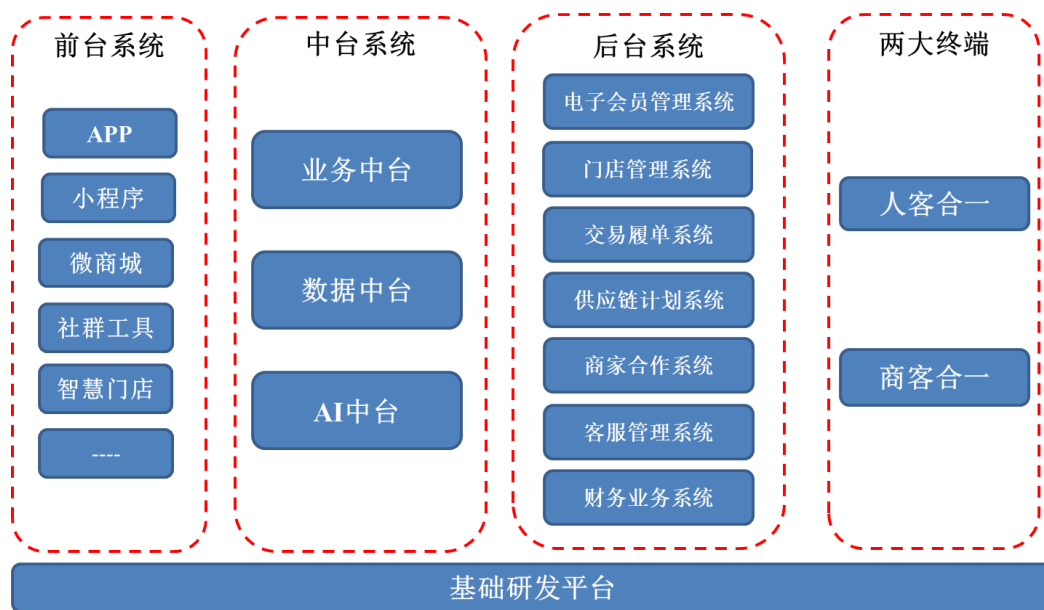 前台系统
APP
小程序
微商城
社群工具
智慧门店
----
中台系统
业务中台
数据中台
AI中台
后台系统
电子会员管理系统
门店管理系统
交易履单系统
供应链计划系统
商家合作系统
客服管理系统
财务业务系统
两大终端
人客合一
商客合一
基础研发平台